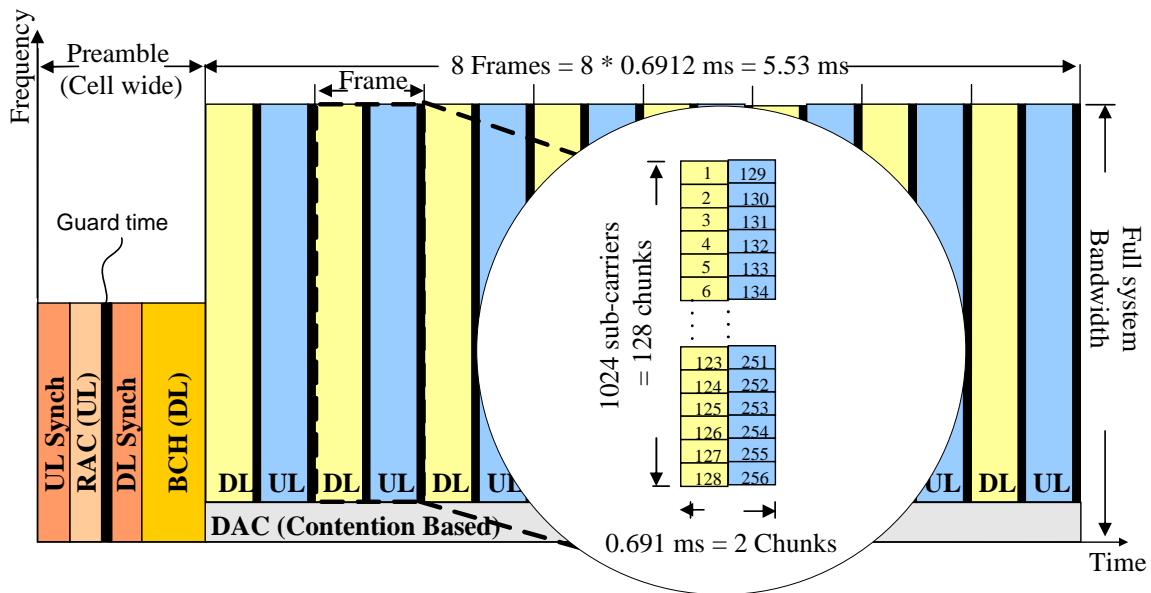 Frequency
Preamble
(Cell wide)
8 Frames = 8 * 0.6912 ms = 5.53 ms
Frame
Guard time
UL Synch
RAC (UL)
DL Synch
BCH (DL)
DL
UL
DL
UL
DL
UL
UL
DL
UL
DAC (Contention Based)
1024 sub-carriers
= 128 chunks
1 129
2 130
3 131
4 132
5 133
6 134
123 251
124 252
125 253
126 254
127 255
128 256
0.691 ms = 2 Chunks
Full system
Bandwidth
Time